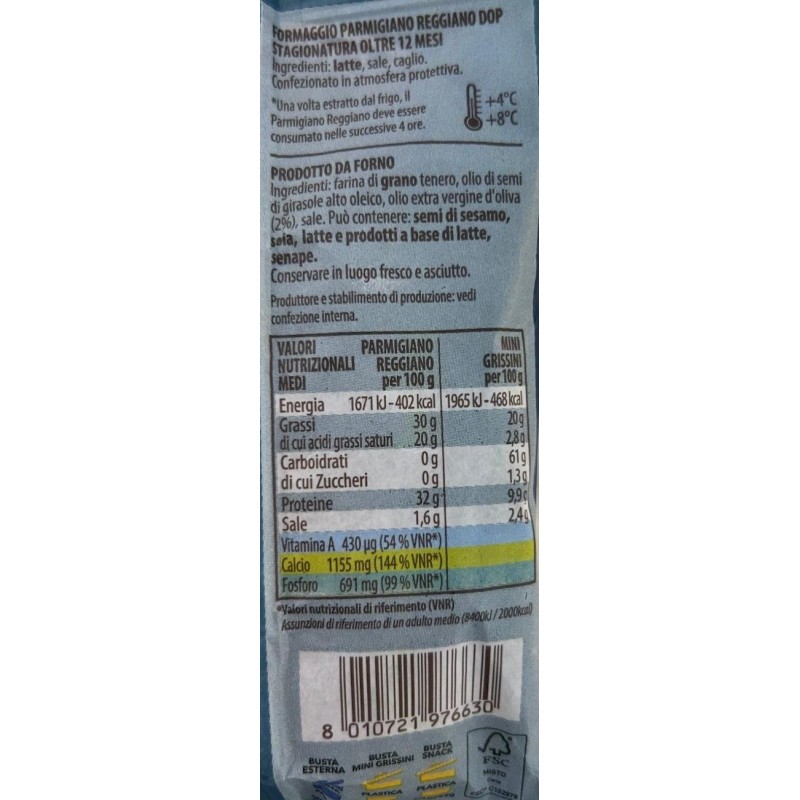 FORMAGGIO PARMIGIANO REGGIANO DOP
STAGIONATURA OLTRE 12 MESI
Ingredienti: latte, sale, caglio.
Confezionato in atmosfera protettiva.
*Una volta estratto dal frigo, il
Parmigiano Reggiano deve essere
consumato nelle successive 4 ore.
+4°C
+8°C
PRODOTTO DA FORNO
Ingredienti: farina di grano tenero, olio di semi
di girasole alto oleico, olio extra vergine d'oliva
(2%), sale. Può contenere: semi di sesamo,
soia, latte e prodotti a base di latte,
senape.
Conservare in luogo fresco e asciutto.
Produttore e stabilimento di produzione: vedi
confezione interna.
VALORI NUTRIZIONALI MEDI
PARMIGIANO REGGIANO per 100 g
MINI GRISSINI per 100 g
Energia 1671 kJ - 402 kcal 1965 kJ - 468 kcal
Grassi 30 g 20 g
di cui acidi grassi saturi 20 g 2,8 g
Carboidrati 0 g 61 g
di cui Zuccheri 0 g 1,3 g
Proteine 32 g 9,9 g
Sale 1,6 g 2,4 g
Vitamina A 430 µg (54 % VNR*)
Calcio 1155 mg (144 % VNR*)
Fosforo 691 mg (99 % VNR*)
*Valori nutrizionali di riferimento (VNR)
Assunzioni di riferimento di un adulto medio (8400kJ / 2000kcal)
8 010721 976630
BUSTA ESTERNA
BUSTA MINI GRISSINI
BUSTA SNACK
PLASTICA
PLASTICA
FSC
MISTO